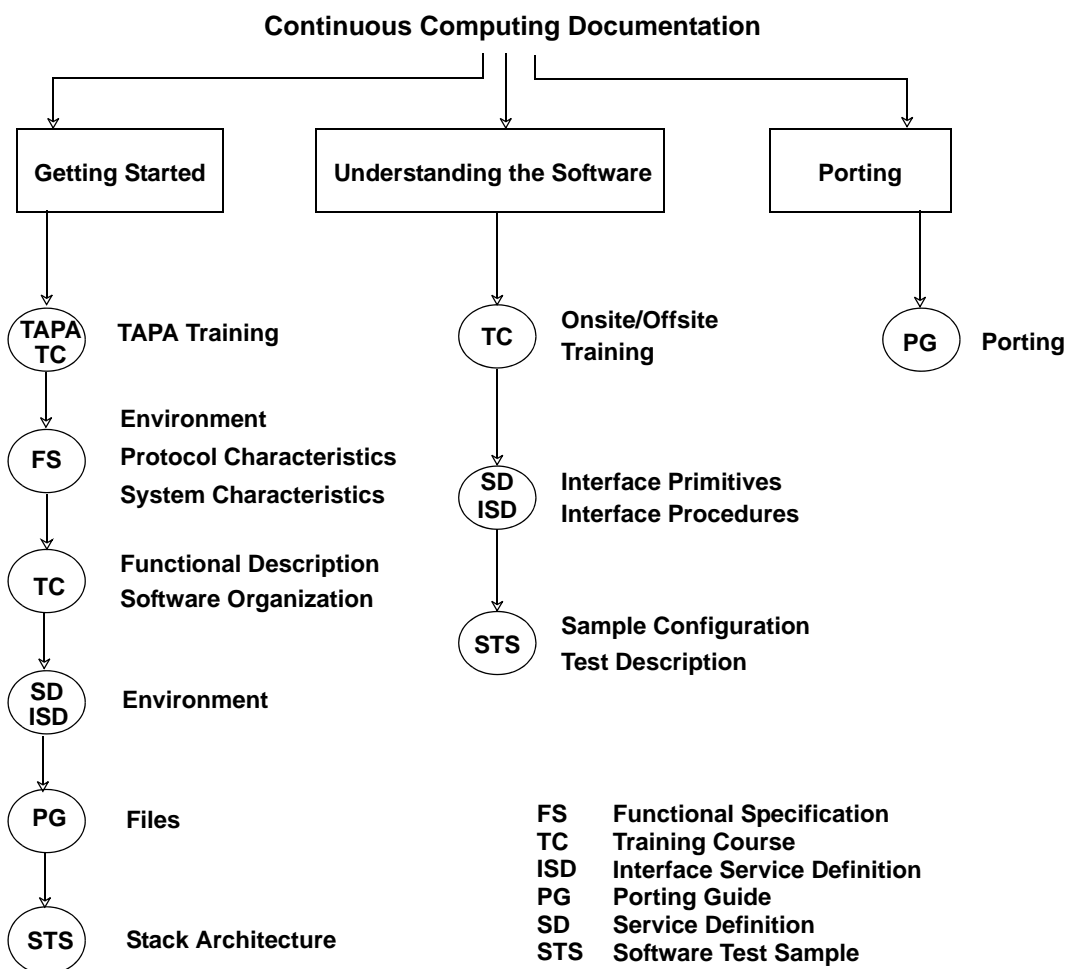 Continuous Computing Documentation
Getting Started
Understanding the Software
Porting
TAPA
TC
TAPA Training
FS
Environment
Protocol Characteristics
System Characteristics
TC
Functional Description
Software Organization
SD
ISD
Environment
PG
Files
STS
Stack Architecture
TC
Onsite/Offsite
Training
SD
ISD
Interface Primitives
Interface Procedures
STS
Sample Configuration
Test Description
PG
Porting
FS Functional Specification
TC Training Course
ISD Interface Service Definition
PG Porting Guide
SD Service Definition
STS Software Test Sample